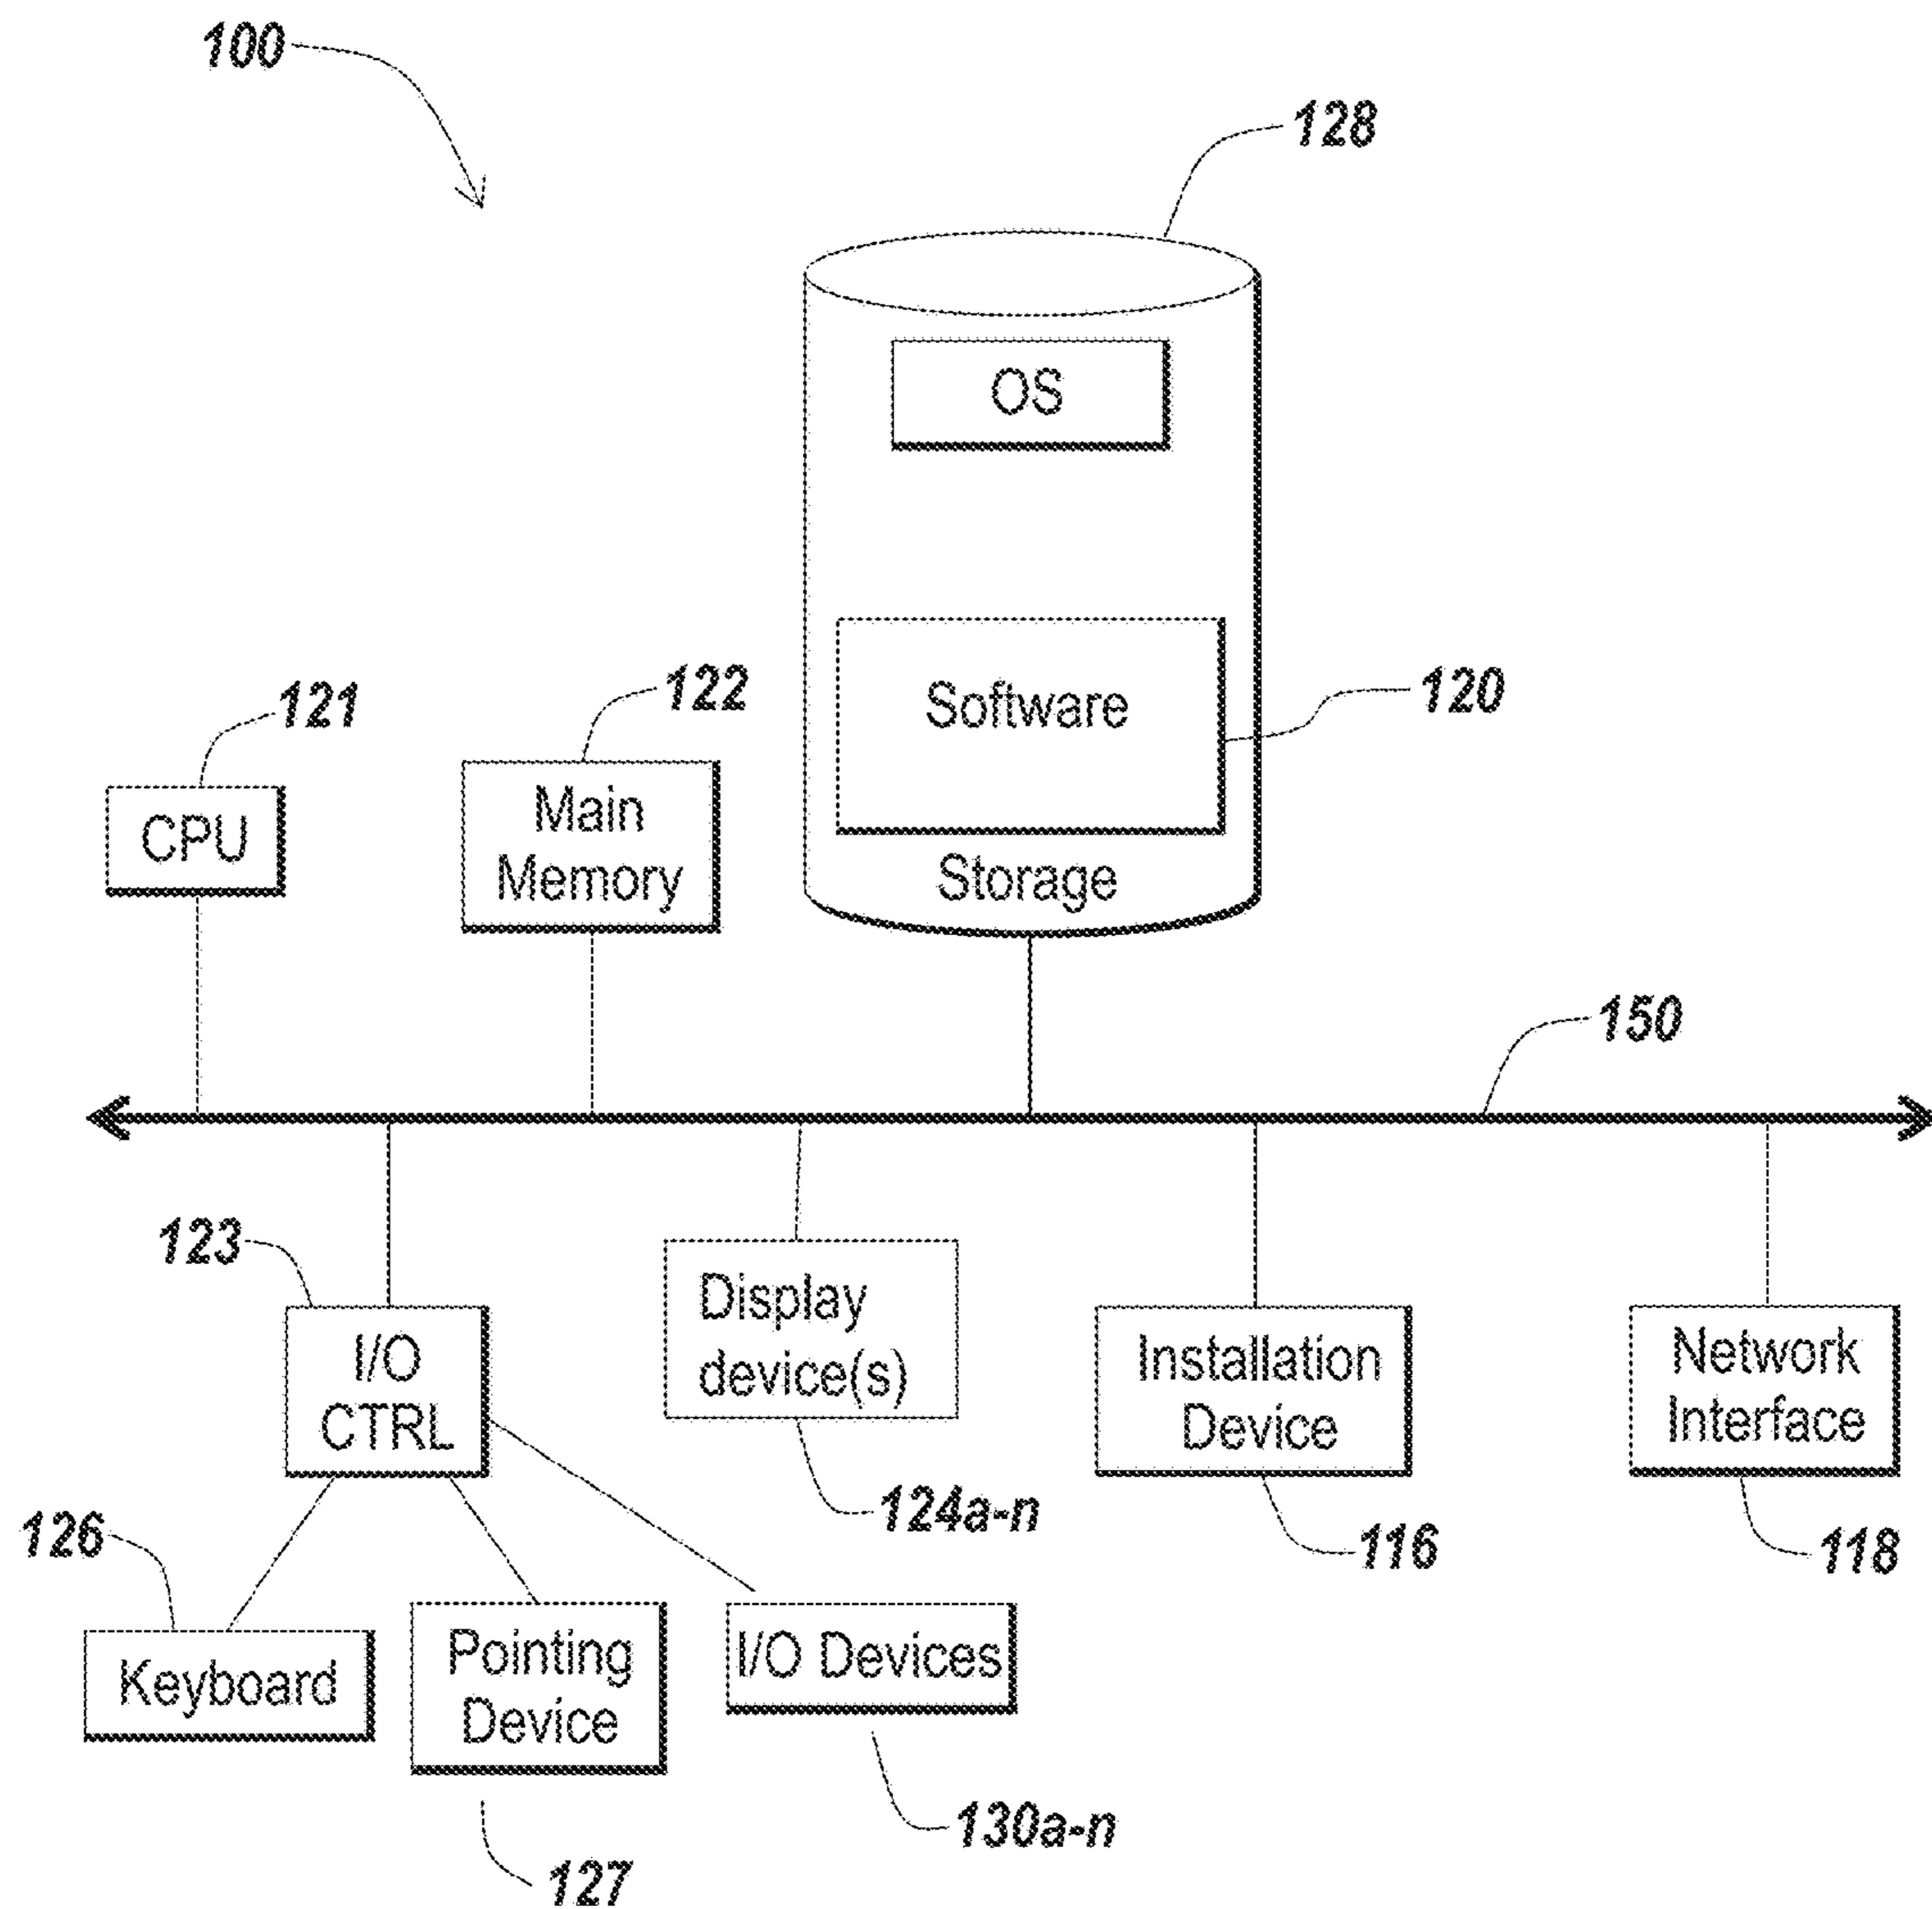 100
128
OS
Software
120
121
122
CPU
Main
Memory
Storage
150
123
I/O
CTRL
Display
device(s)
Installation
Device
Network
Interface
124a-n
116
118
126
Keyboard
Pointing
Device
I/O Devices
130a-n
127